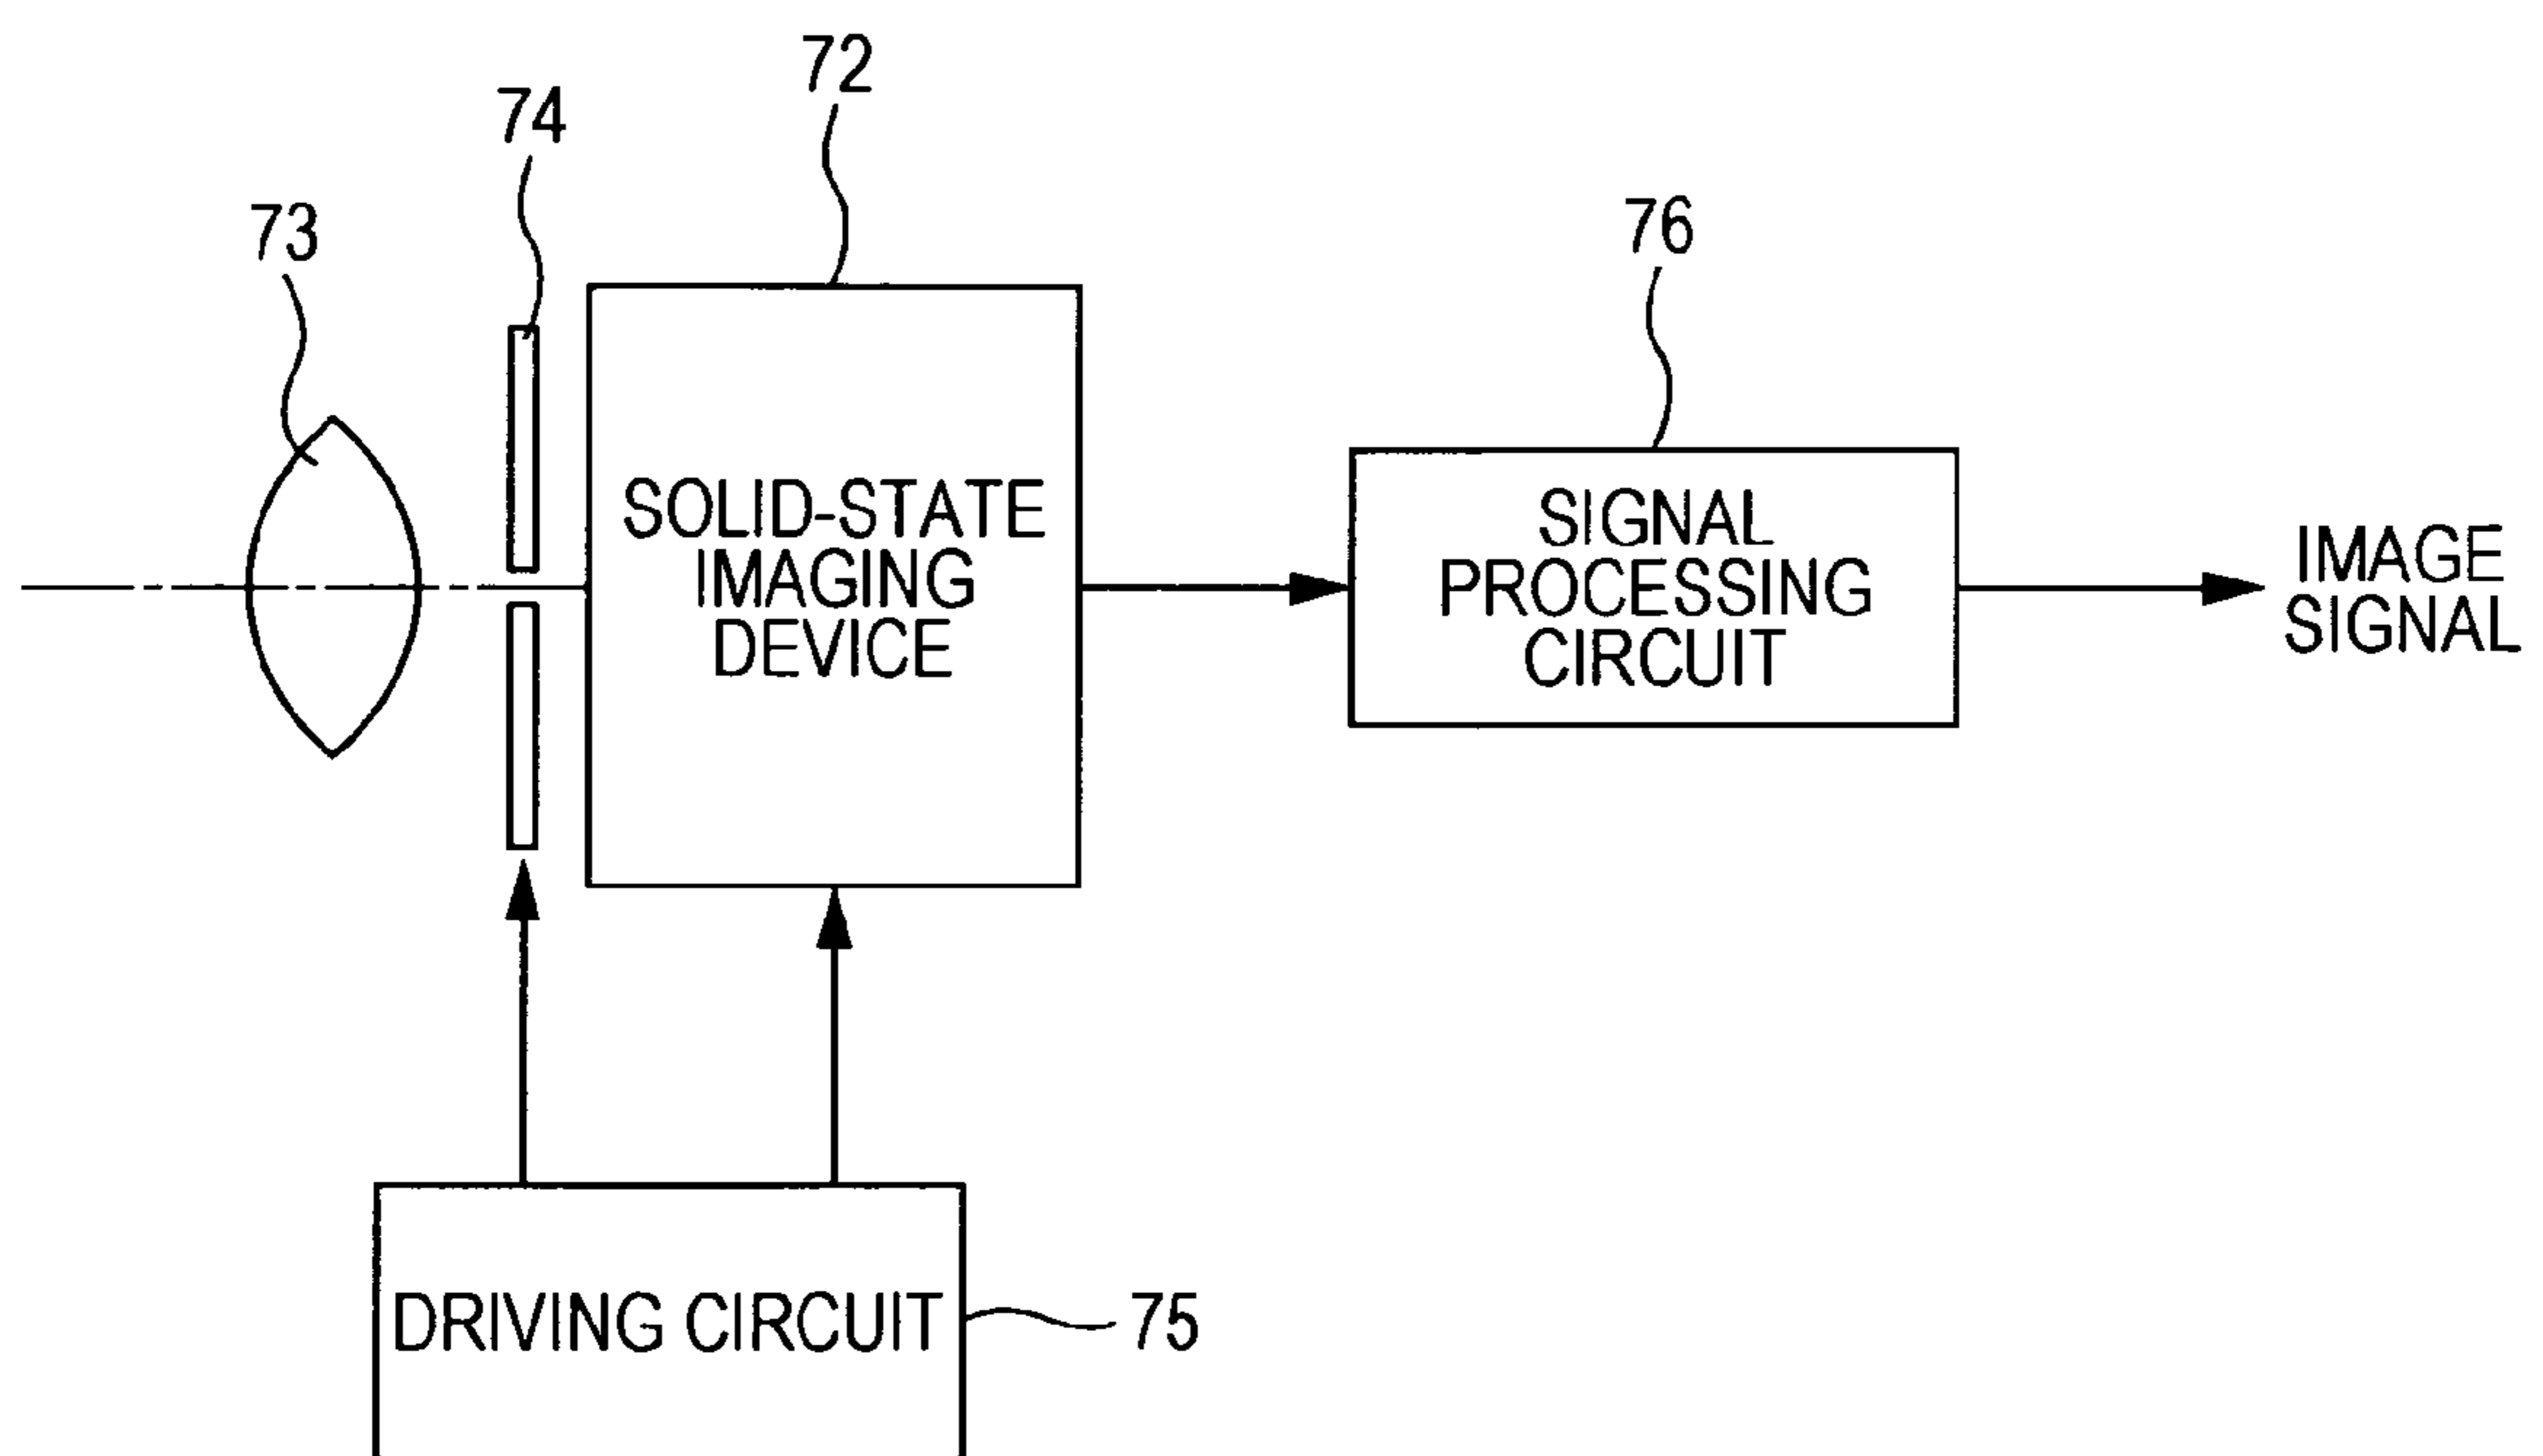 72
74
73
76
SOLID-STATE
IMAGING
DEVICE
SIGNAL
PROCESSING
CIRCUIT
IMAGE
SIGNAL
DRIVING CIRCUIT
75